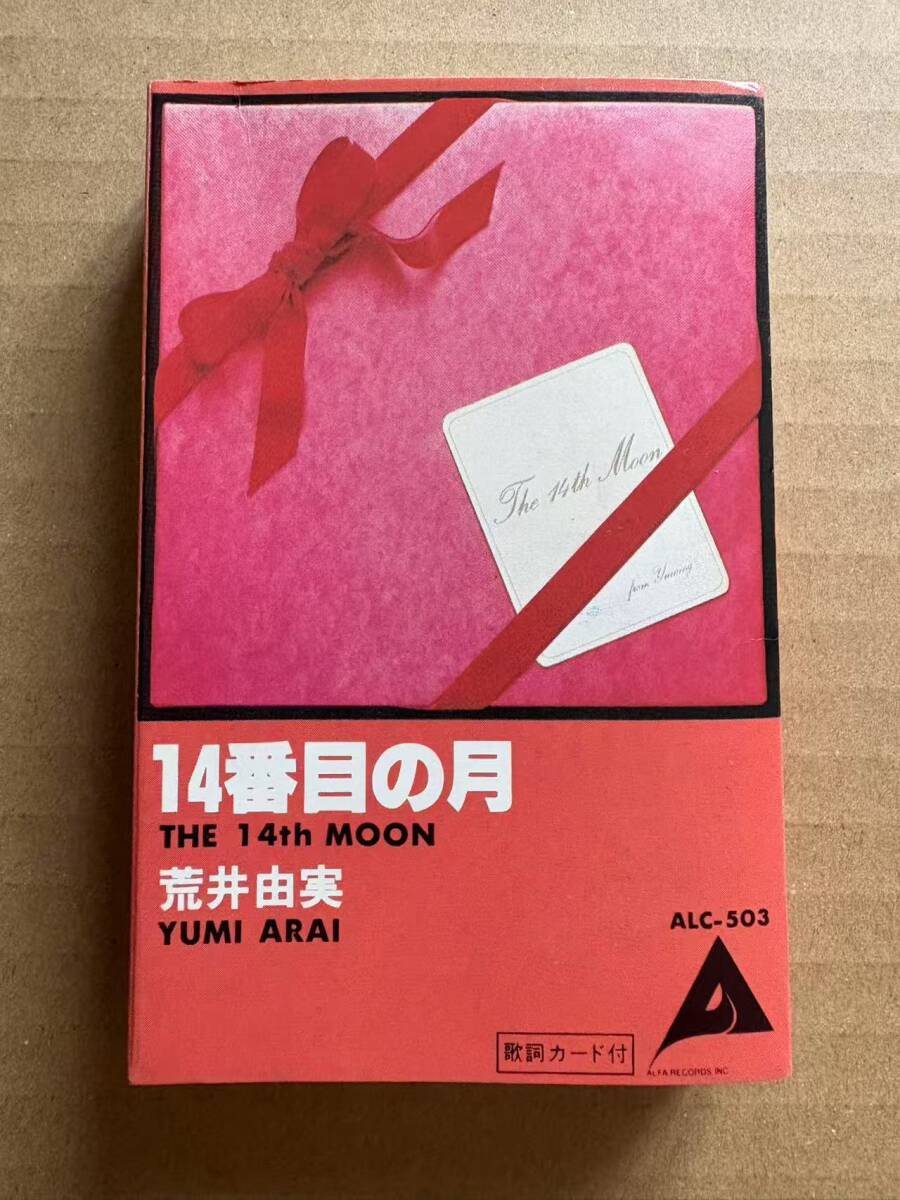 The 14th Moon
from Yuming
14番目の月
THE 14th MOON
荒井由実
YUMI ARAI
ALC-503
歌詞カード付
ALFA RECORDS, INC